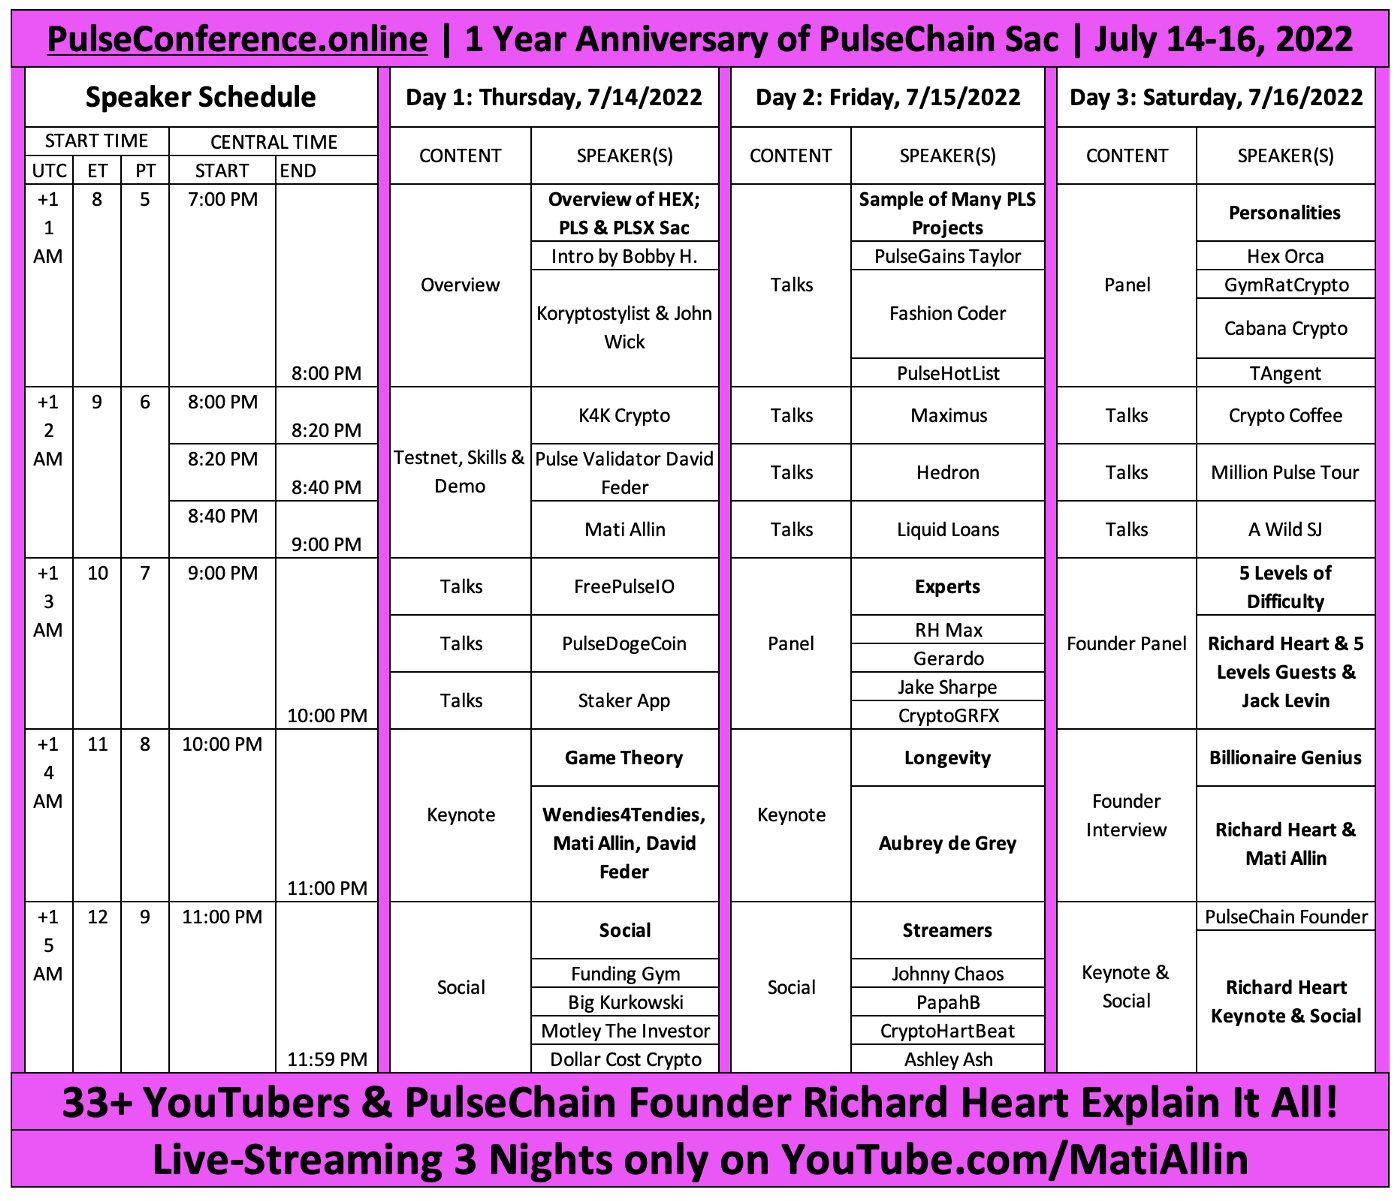 PulseConference.online | 1 Year Anniversary of PulseChain Sac | July 14-16, 2022
Speaker Schedule
Day 1: Thursday, 7/14/2022
Day 2: Friday, 7/15/2022
Day 3: Saturday, 7/16/2022
START TIME
CENTRAL TIME
CONTENT
SPEAKER(S)
CONTENT
SPEAKER(S)
CONTENT
SPEAKER(S)
UTC
ET
PT
START
END
+1
1
AM
8
5
7:00 PM
8:00 PM
Overview
Overview of HEX;
PLS & PLSX Sac
Intro by Bobby H.
Koryptostylist & John
Wick
Talks
Sample of Many PLS
Projects
PulseGains Taylor
Fashion Coder
PulseHotList
Panel
Personalities
Hex Orca
GymRatCrypto
Cabana Crypto
TAngent
+1
2
AM
9
6
8:00 PM
8:20 PM
8:20 PM
8:40 PM
8:40 PM
9:00 PM
Testnet, Skills &
Demo
K4K Crypto
Pulse Validator David
Feder
Mati Allin
Talks
Maximus
Talks
Hedron
Talks
Liquid Loans
Talks
Crypto Coffee
Talks
Million Pulse Tour
Talks
A Wild SJ
+1
3
AM
10
7
9:00 PM
10:00 PM
Talks
FreePulseIO
Talks
PulseDogeCoin
Talks
Staker App
Panel
Experts
RH Max
Gerardo
Jake Sharpe
CryptoGRFX
Founder Panel
5 Levels of
Difficulty
Richard Heart & 5
Levels Guests &
Jack Levin
+1
4
AM
11
8
10:00 PM
11:00 PM
Keynote
Game Theory
Wendies4Tendies,
Mati Allin, David
Feder
Keynote
Longevity
Aubrey de Grey
Founder
Interview
Billionaire Genius
Richard Heart &
Mati Allin
+1
5
AM
12
9
11:00 PM
11:59 PM
Social
Social
Funding Gym
Big Kurkowski
Motley The Investor
Dollar Cost Crypto
Social
Streamers
Johnny Chaos
PapahB
CryptoHartBeat
Ashley Ash
Keynote &
Social
PulseChain Founder
Richard Heart
Keynote & Social
33+ YouTubers & PulseChain Founder Richard Heart Explain It All!
Live-Streaming 3 Nights only on YouTube.com/MatiAllin